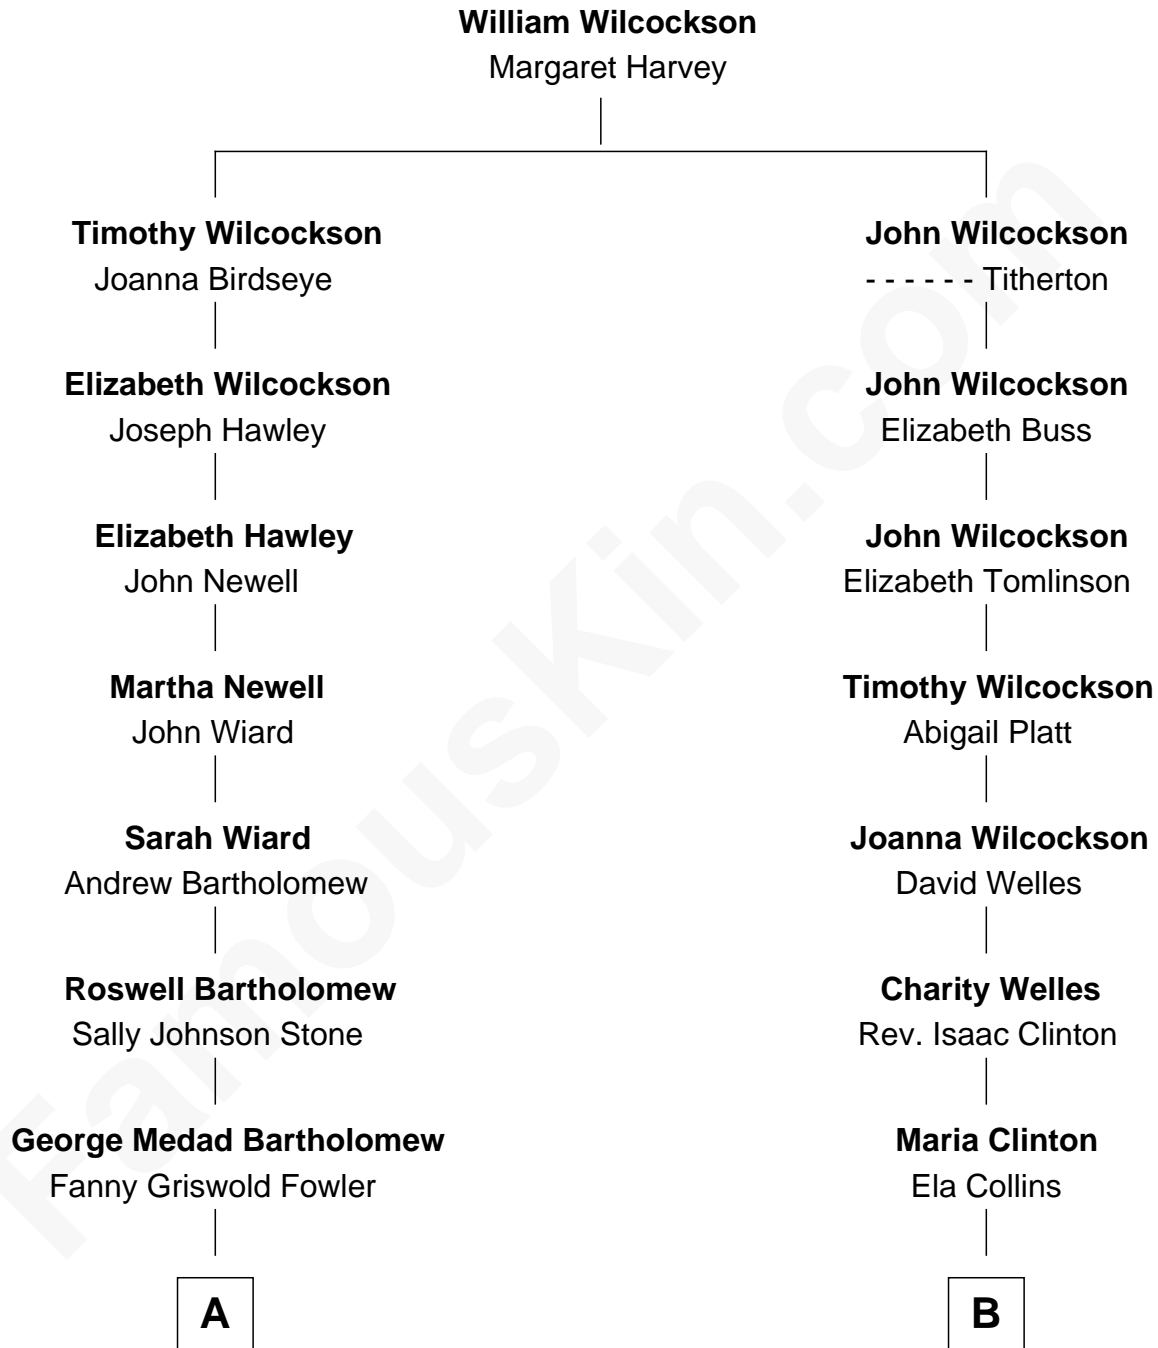 William Wilcockson
Margaret Harvey
Timothy Wilcockson
Joanna Birdseye
Elizabeth Wilcockson
Joseph Hawley
Elizabeth Hawley
John Newell
Martha Newell
John Wiard
Sarah Wiard
Andrew Bartholomew
Roswell Bartholomew
Sally Johnson Stone
George Medad Bartholomew
Fanny Griswold Fowler
A
John Wilcockson
- - - - - - Titherton
John Wilcockson
Elizabeth Buss
John Wilcockson
Elizabeth Tomlinson
Timothy Wilcockson
Abigail Platt
Joanna Wilcockson
David Welles
Charity Welles
Rev. Isaac Clinton
Maria Clinton
Ela Collins
B
FamousKin.com